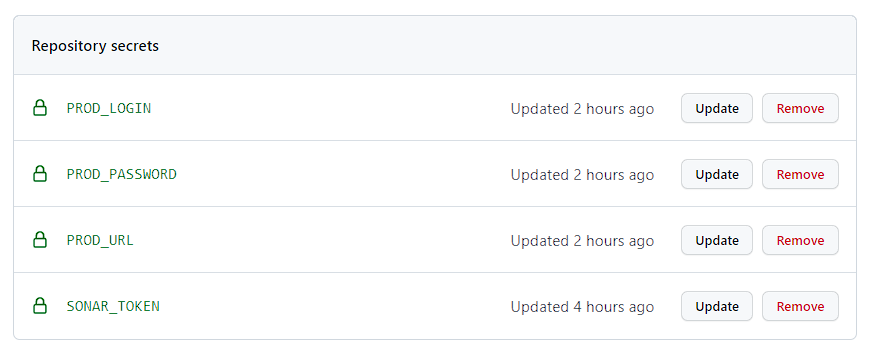 Repository secrets
PROD_LOGIN Updated 2 hours ago Update Remove
PROD_PASSWORD Updated 2 hours ago Update Remove
PROD_URL Updated 2 hours ago Update Remove
SONAR_TOKEN Updated 4 hours ago Update Remove